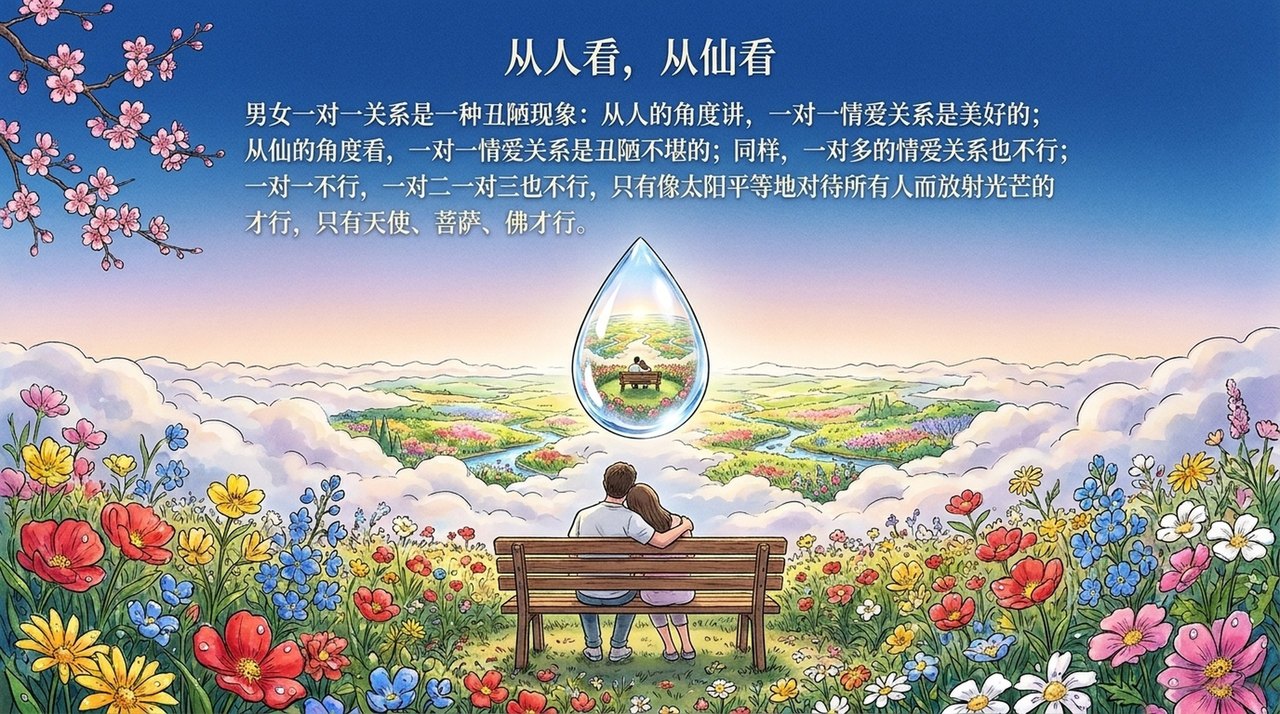 从人看，从仙看
男女一对一关系是一种丑陋现象：从人的角度讲，一对一情爱关系是美好的；
从仙的角度看，一对一情爱关系是丑陋不堪的；同样，一对多的情爱关系也不行；
一对一不行，一对二一对三也不行，只有像太阳平等地对待所有人而放射光芒的
才行，只有天使、菩萨、佛才行。